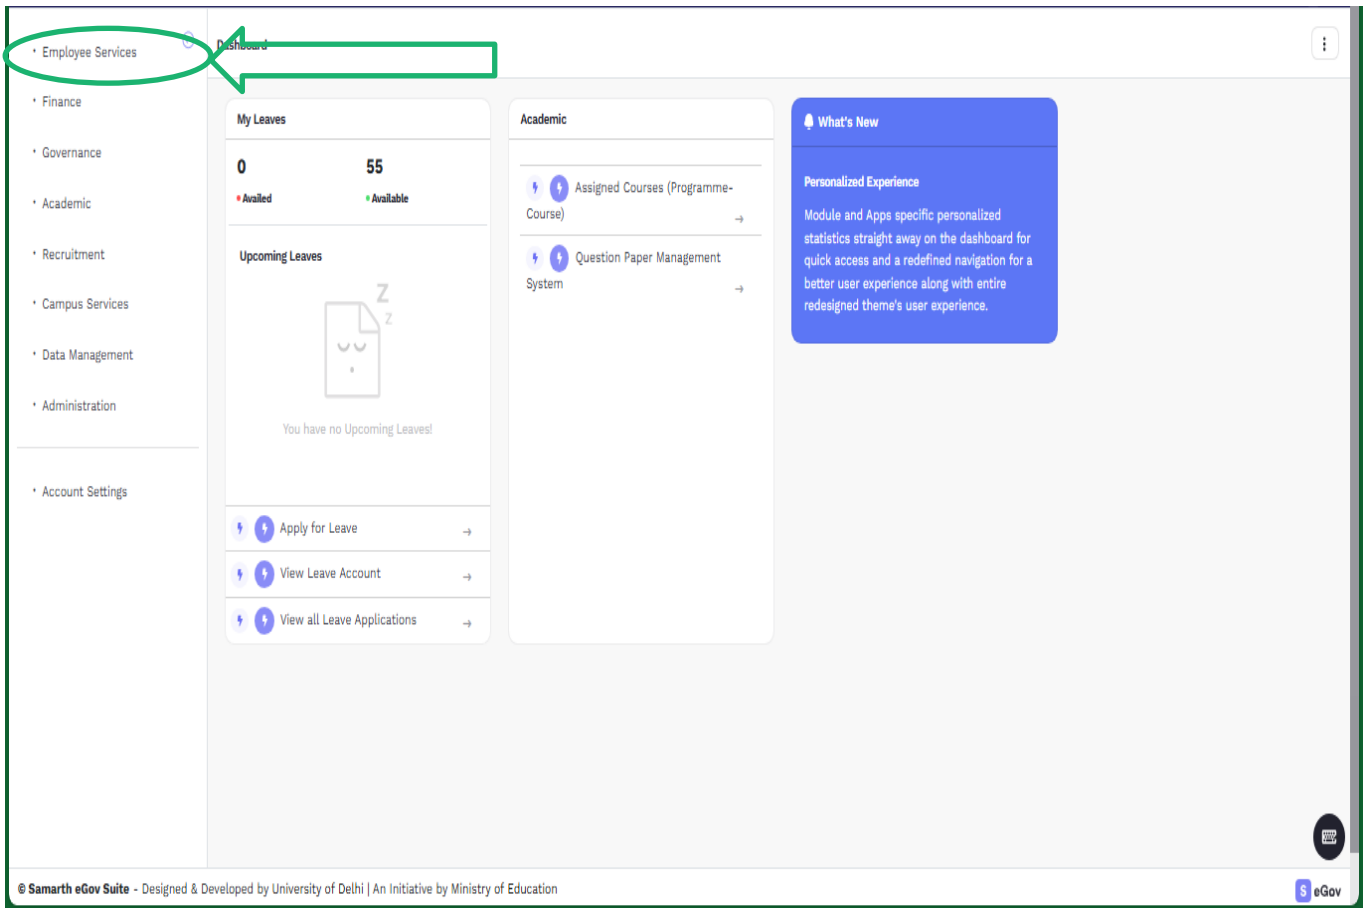 Employee Services
Dashboard
Finance
Governance
Academic
Recruitment
Campus Services
Data Management
Administration
Account Settings
My Leaves
0 55
Availed Available
Upcoming Leaves
Z
Z
You have no Upcoming Leaves!
Apply for Leave
View Leave Account
View all Leave Applications
Academic
Assigned Courses (Programme-
Course)
Question Paper Management
System
What's New
Personalized Experience
Module and Apps specific personalized
statistics straight away on the dashboard for
quick access and a redefined navigation for a
better user experience along with entire
redesigned theme's user experience.
© Samarth eGov Suite - Designed & Developed by University of Delhi | An Initiative by Ministry of Education
S eGov